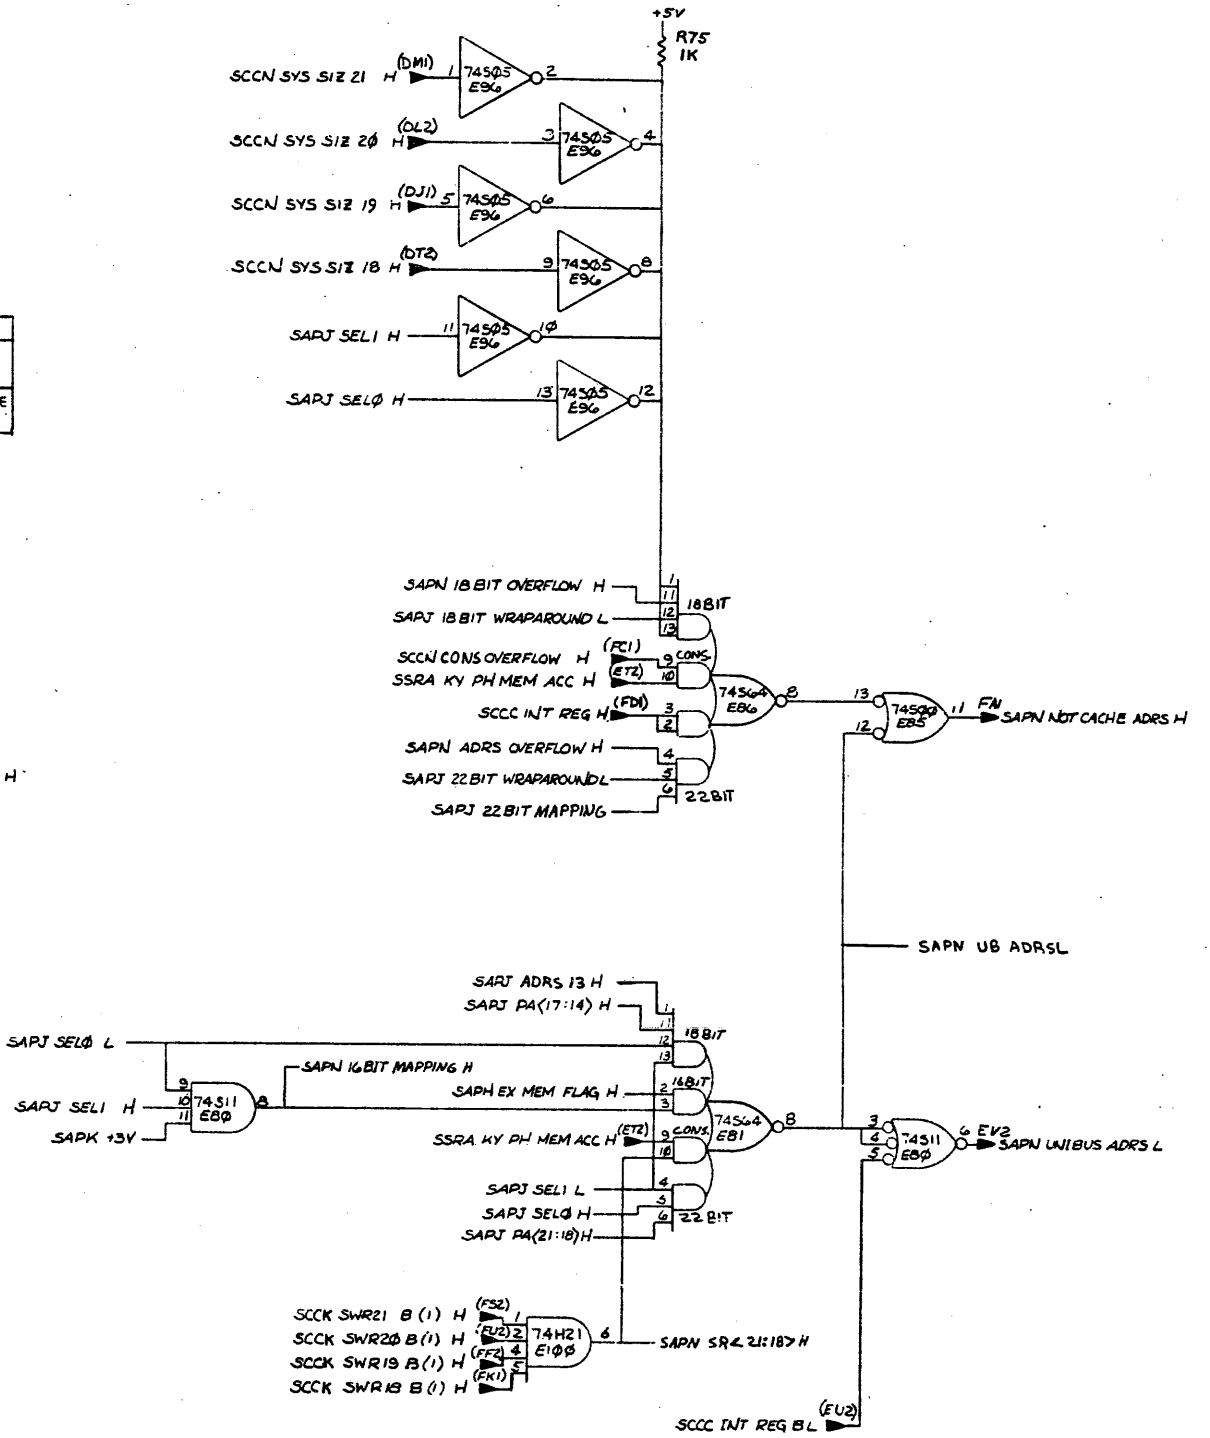 +5V
R75
1K
SCCN SYS SIZ 21 H (DM1) 1 74S05 E96 2
SCCN SYS SIZ 20 H (DL2) 3 74S05 E96 4
SCCN SYS SIZ 19 H (DJ1) 5 74S05 E96 6
SCCN SYS SIZ 18 H (DT2) 9 74S05 E96 8
SAPJ SEL1 H 11 74S05 E96 10
E
SAPJ SEL0 H 13 74S05 E96 12
SAPN 18 BIT OVERFLOW H 1
11 18 BIT
SAPJ 18 BIT WRAPAROUND L 12
13
SCCN CONS OVERFLOW H (FC1) 9 CONS.
SSRA KY PH MEM ACC H (ET2) 10
74S64 E86 8 13 74S00 E85 11 FN1 SAPN NOT CACHE ADRS H
SCCC INT REG H (FD1) 3
2 12
SAPN ADRS OVERFLOW H 4
H
SAPJ 22 BIT WRAPAROUND L 5
6 22 BIT
SAPJ 22 BIT MAPPING
SAPN UB ADRS L
SAPJ ADRS 13 H 1
SAPJ PA<17:14> H 11
18 BIT
SAPJ SEL0 L 12
13
SAPN 16 BIT MAPPING H
16 BIT
SAPH EX MEM FLAG H 2
9
SAPJ SEL1 H 10 74S11 E80 8 3
11
SAPK +3V
74S64 E81 8 3
4 74S11 E80 6 EV2 SAPN UNIBUS ADRS L
5
SSRA KY PH MEM ACC H (ET2) 9 CONS.
10
SAPJ SEL1 L 4
SAPJ SEL0 H 5
6 22 BIT
SAPJ PA<21:18> H
SCCK SWR21 B (1) H (FS2) 1
SCCK SWR20 B (1) H (FU2) 2 74H21 E100 6 SAPN SR<21:18> H
SCCK SWR19 B (1) H (FF2) 4
SCCK SWR18 B (1) H (FK1) 5
SCCC INT REG B L (EU2)